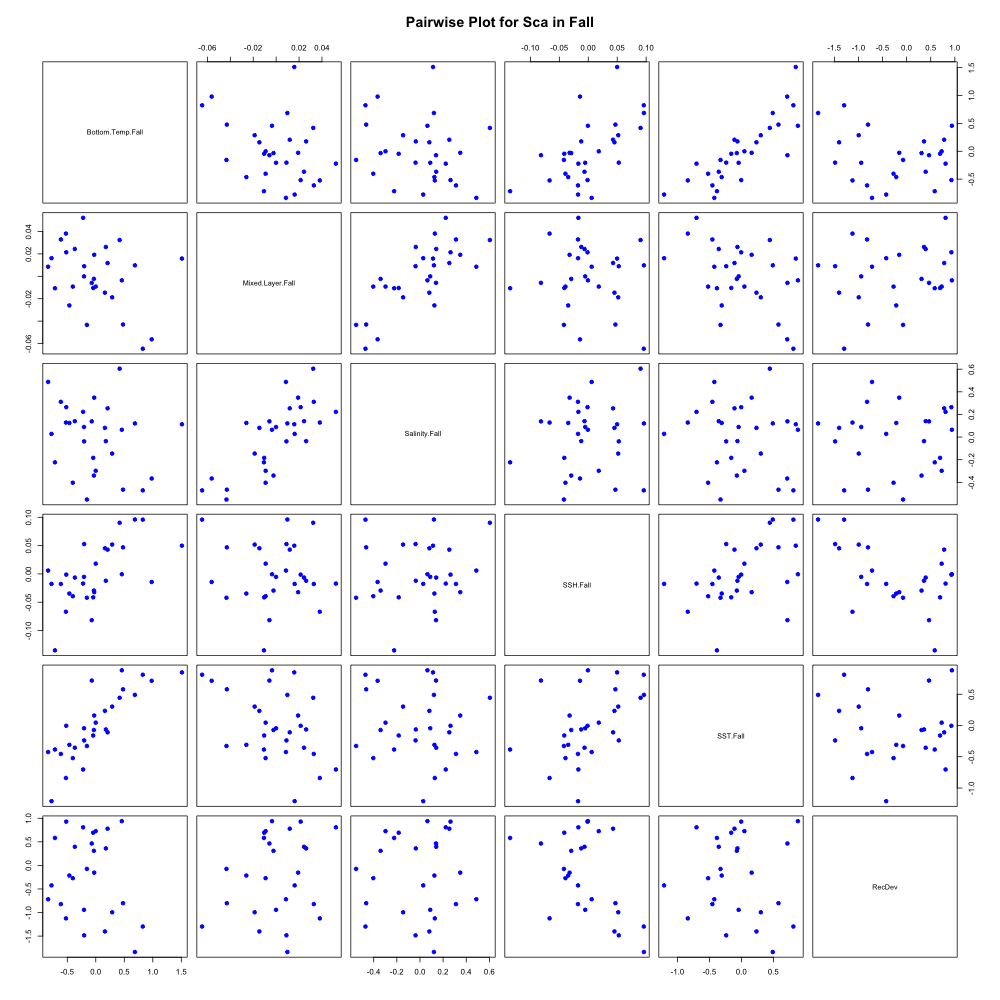 Pairwise Plot for Sca in Fall
-0.06 -0.02 0.02 0.04 -0.10 0.00 0.05 0.10 -1.5 -0.5 0.0 0.5 1.0
Bottom.Temp.Fall
-0.5 0.0 0.5 1.0 1.5
-0.06 -0.02 0.02 0.04
Mixed.Layer.Fall
Salinity.Fall
-0.4 -0.2 0.0 0.2 0.4 0.6
-0.10 -0.05 0.00 0.05 0.10
SSH.Fall
SST.Fall
-1.0 -0.5 0.0 0.5
-1.5 -1.0 -0.5 0.0 0.5 1.0
RecDev
-0.5 0.0 0.5 1.0 1.5 -0.4 -0.2 0.0 0.2 0.4 0.6 -1.0 -0.5 0.0 0.5